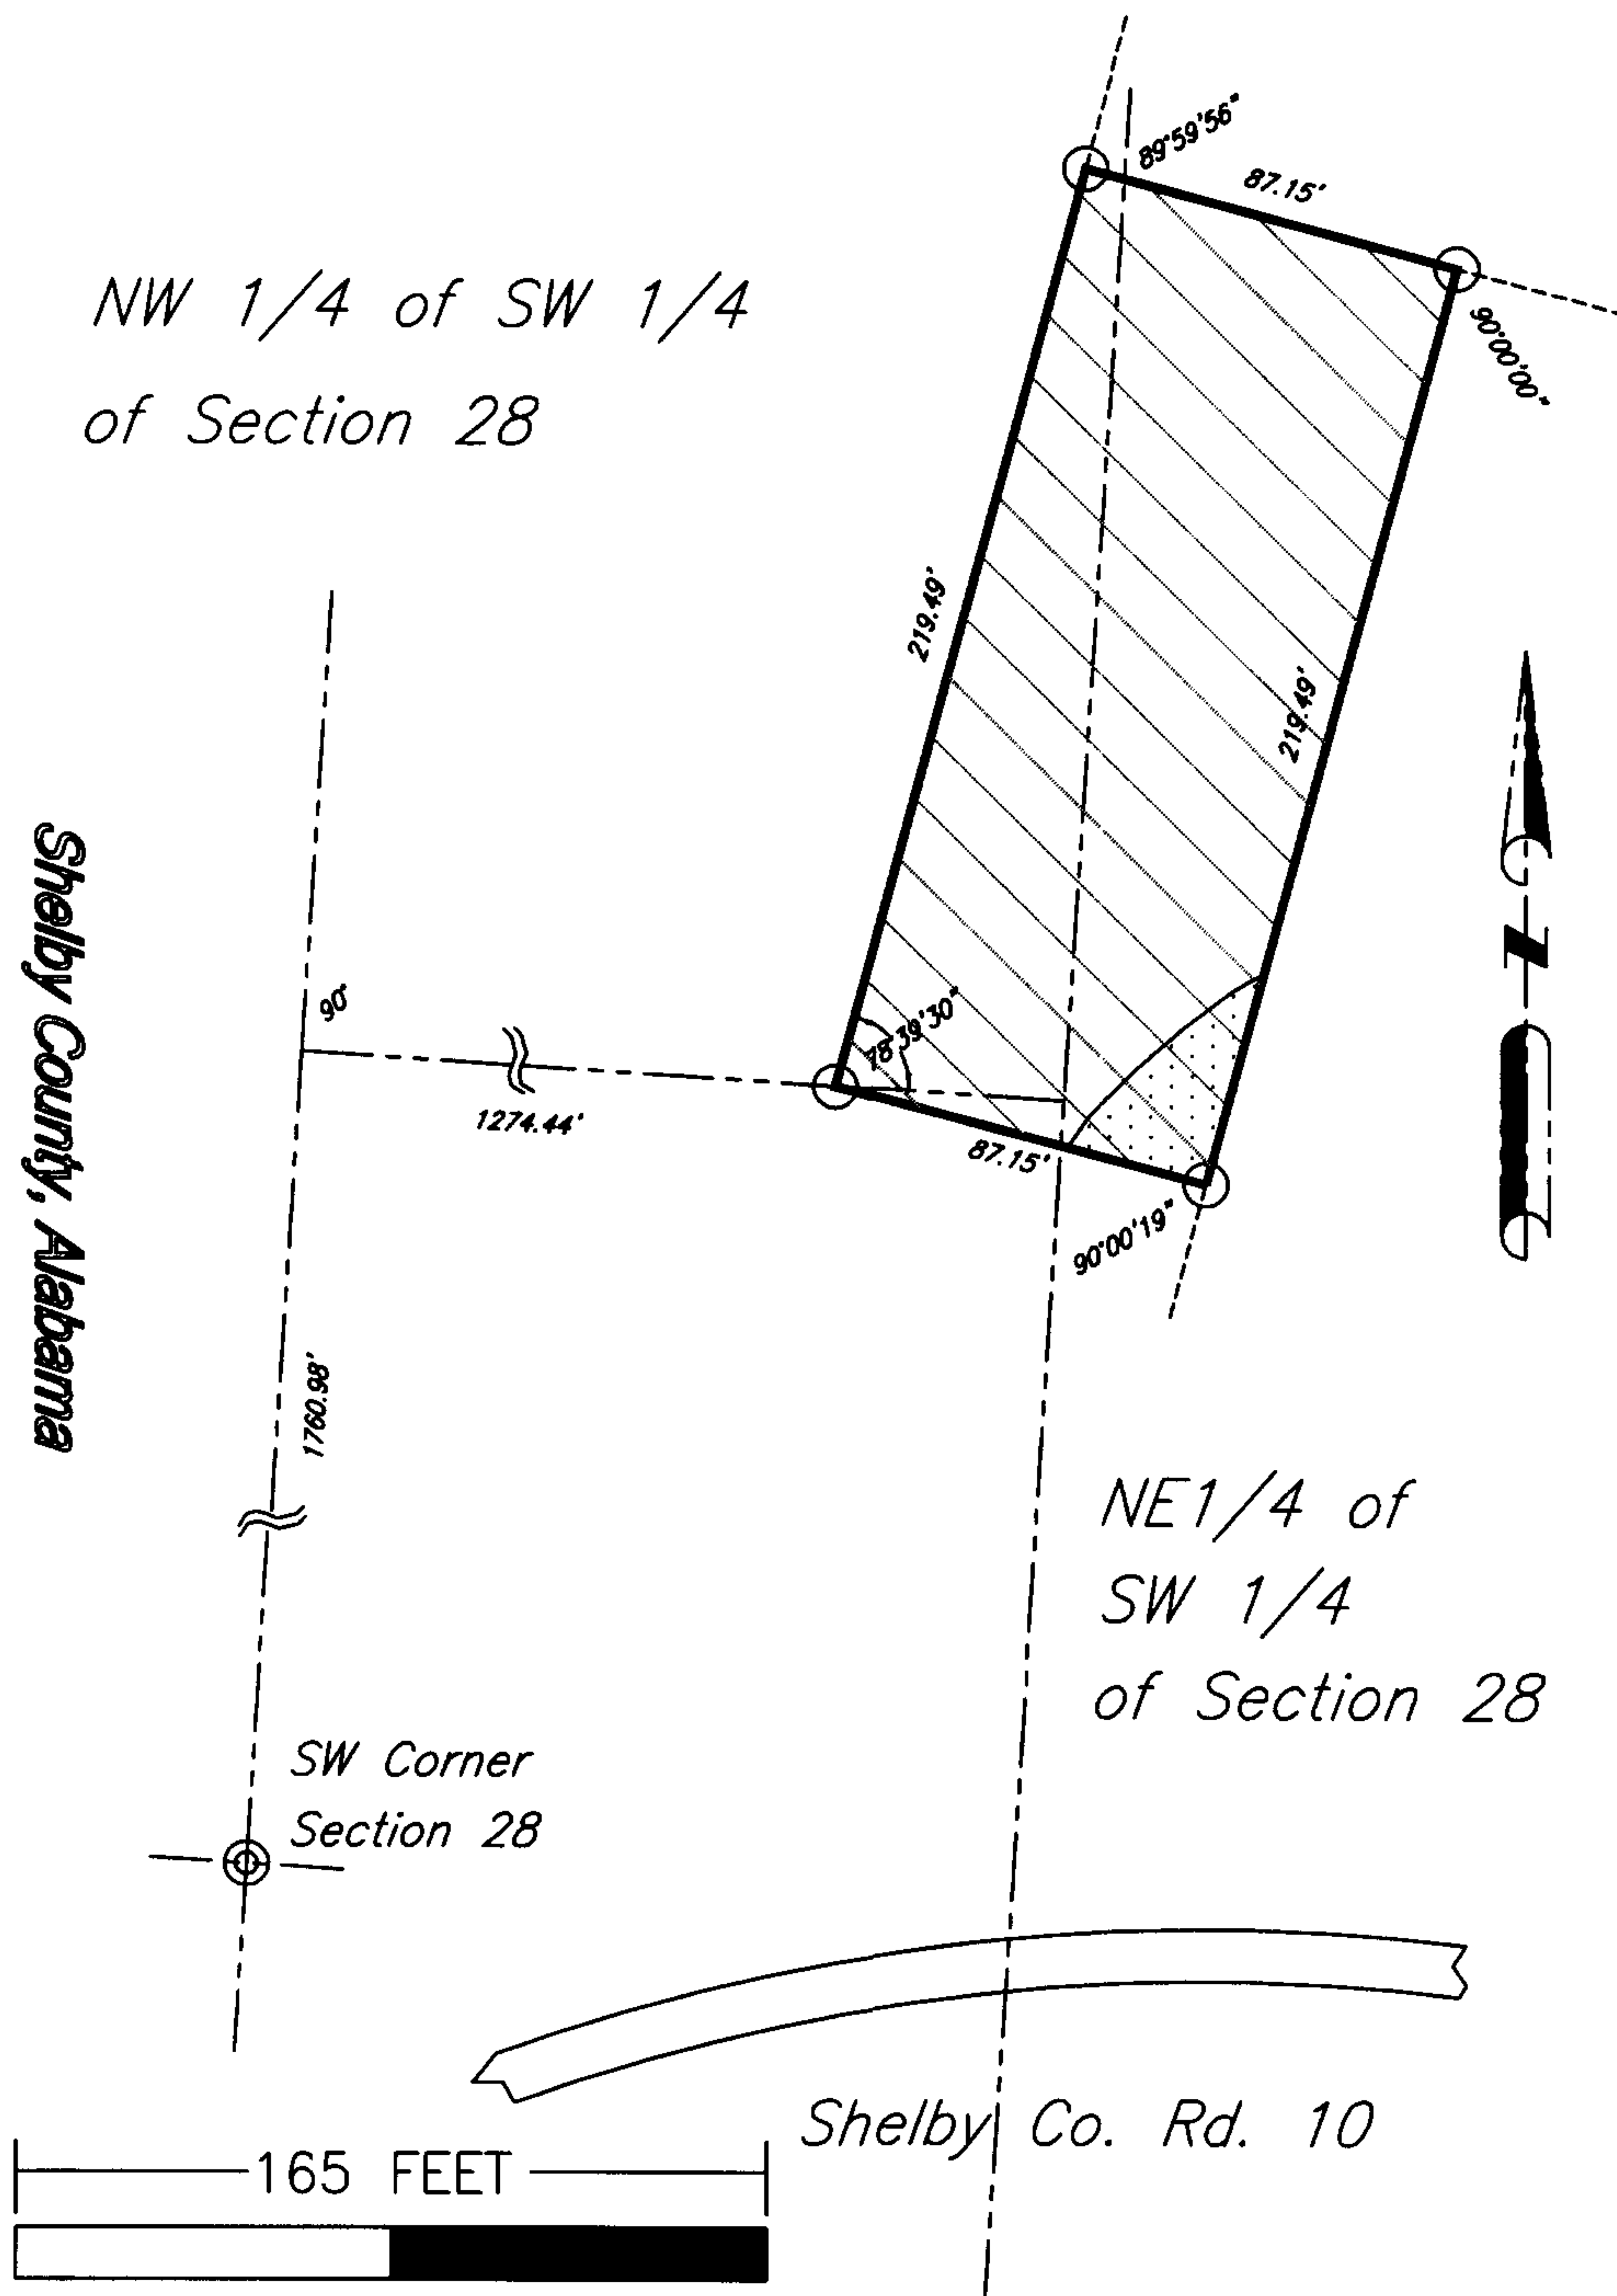 89°59'56"
87.15'
90°00'00"
NW 1/4 of SW 1/4
of Section 28
219.49'
219.49'
Shelby County, Alabama
N
90°
78°39'30"
1274.44'
87.15'
90°00'19"
1760.98'
NE1/4 of
SW 1/4
of Section 28
SW Corner
Section 28
Shelby Co. Rd. 10
165 FEET